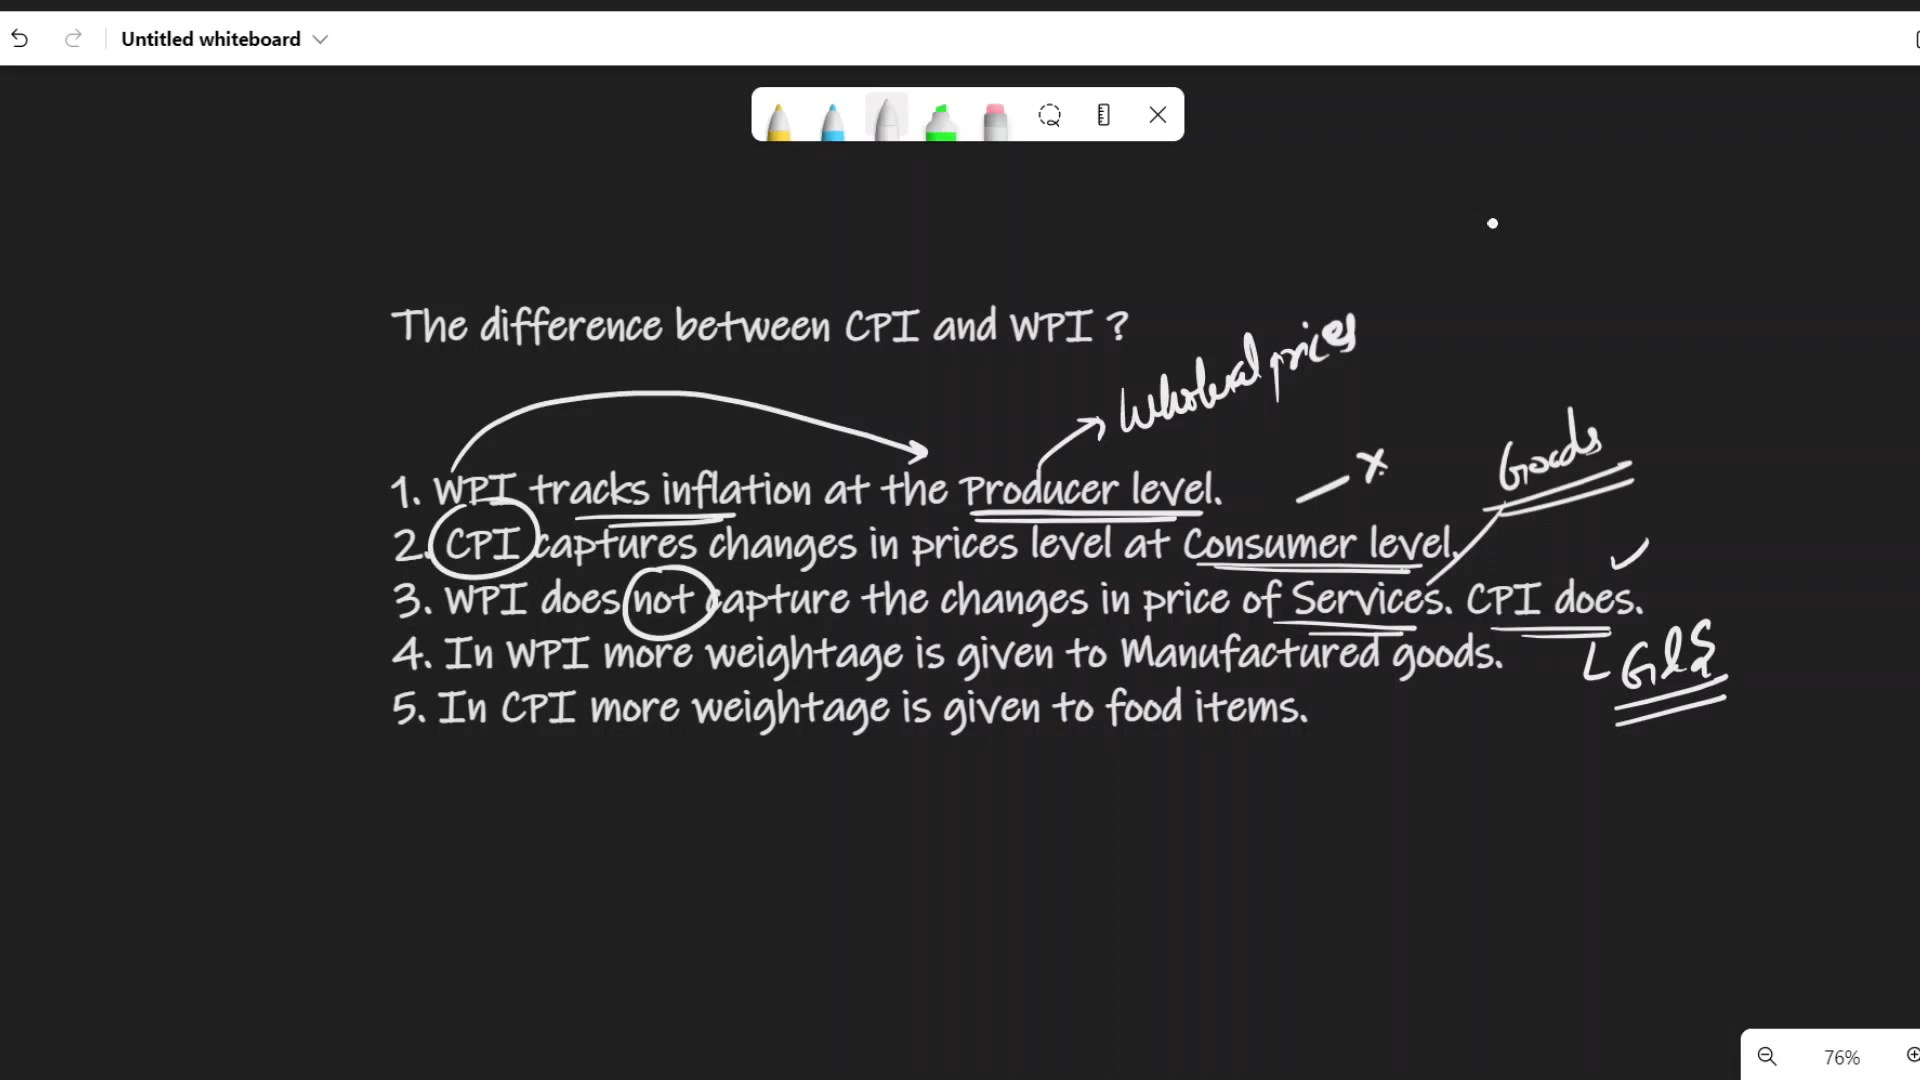 Untitled whiteboard
The difference between CPI and WPI ?
prices
Goods
1. WPI tracks inflation at the Producer level.
2. CPI captures changes in prices level at Consumer level.
3. WPI does not capture the changes in price of Services. CPI does.
4. In WPI more weightage is given to Manufactured goods.
G&S
5. In CPI more weightage is given to food items.
76%